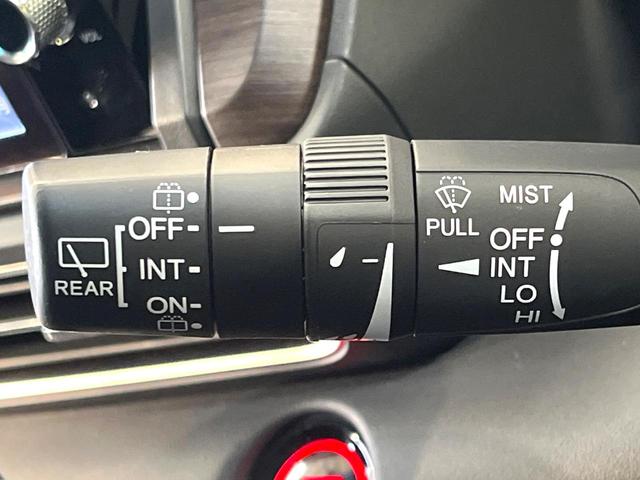 OFF
INT
ON
REAR
PULL
MIST
OFF
INT
LO
HI